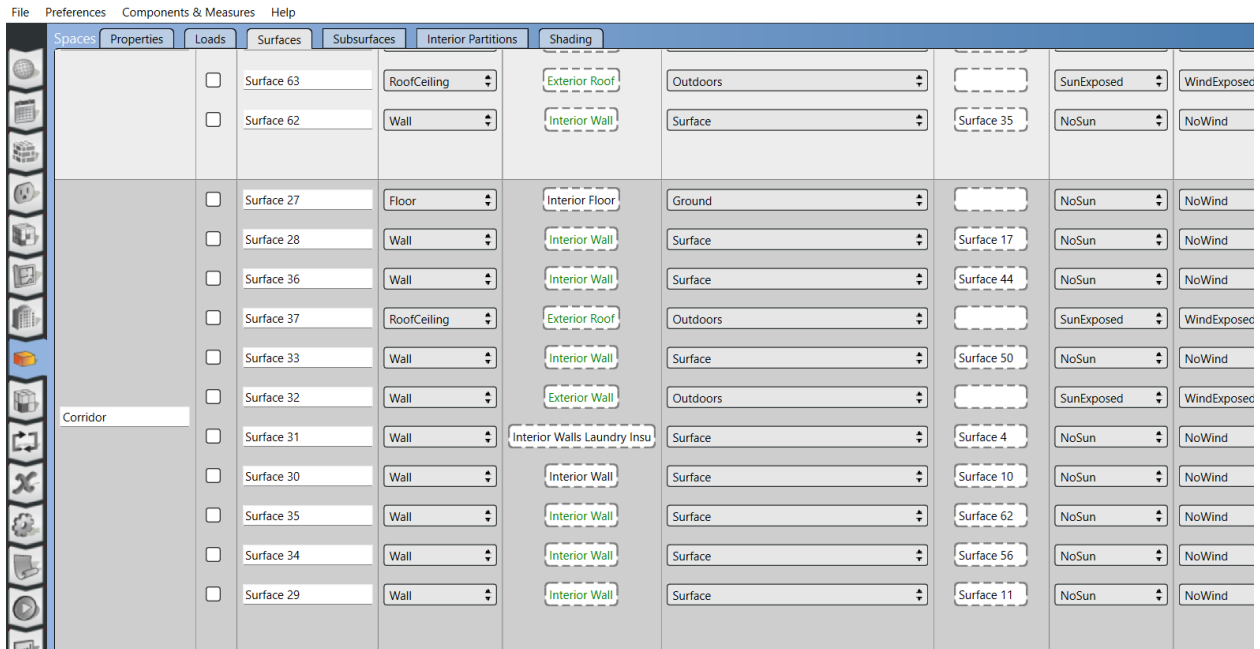 File Preferences Components & Measures Help
Spaces Properties Loads Surfaces Subsurfaces Interior Partitions Shading
Surface 63 RoofCeiling Exterior Roof Outdoors SunExposed WindExposed
Surface 62 Wall Interior Wall Surface Surface 35 NoSun NoWind
Surface 27 Floor Interior Floor Ground NoSun NoWind
Surface 28 Wall Interior Wall Surface Surface 17 NoSun NoWind
Surface 36 Wall Interior Wall Surface Surface 44 NoSun NoWind
Surface 37 RoofCeiling Exterior Roof Outdoors SunExposed WindExposed
Surface 33 Wall Interior Wall Surface Surface 50 NoSun NoWind
Surface 32 Wall Exterior Wall Outdoors SunExposed WindExposed
Corridor
Surface 31 Wall Interior Walls Laundry Insu Surface Surface 4 NoSun NoWind
Surface 30 Wall Interior Wall Surface Surface 10 NoSun NoWind
Surface 35 Wall Interior Wall Surface Surface 62 NoSun NoWind
Surface 34 Wall Interior Wall Surface Surface 56 NoSun NoWind
Surface 29 Wall Interior Wall Surface Surface 11 NoSun NoWind